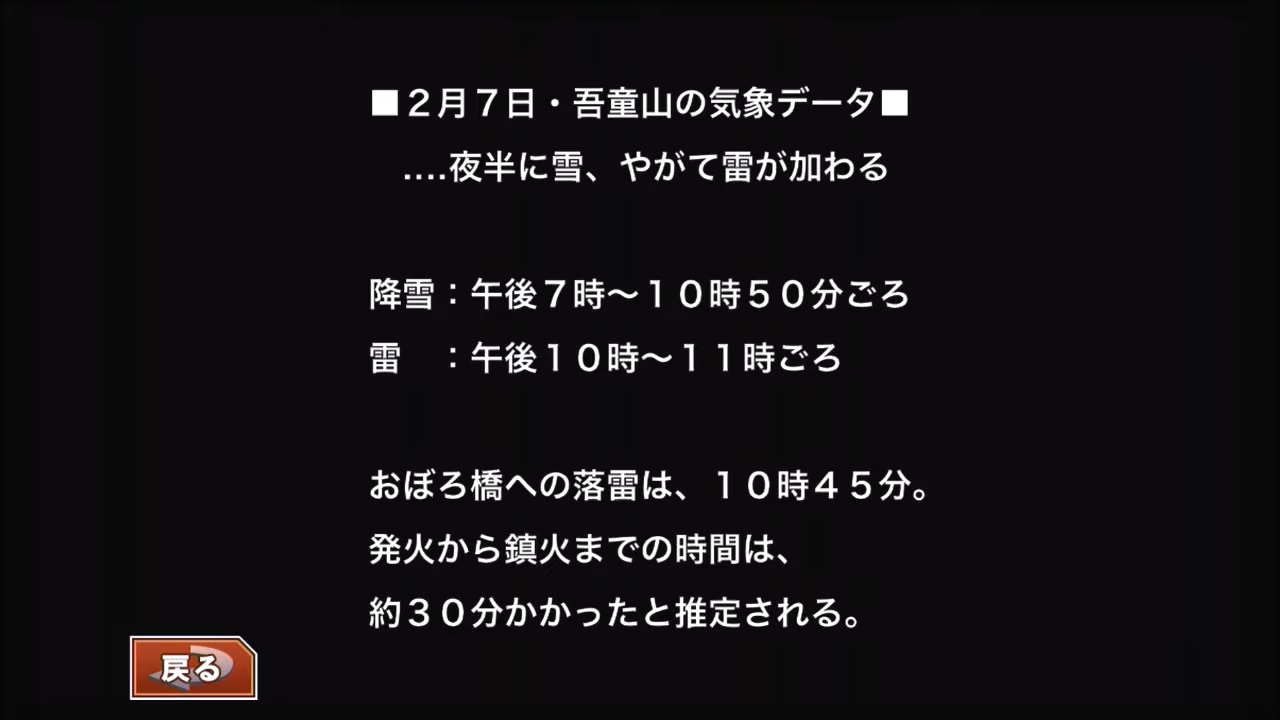 ■２月７日・吾童山の気象データ■
....夜半に雪、やがて雷が加わる
降雪：午後７時～１０時５０分ごろ
雷　：午後１０時～１１時ごろ
おぼろ橋への落雷は、１０時４５分。
発火から鎮火までの時間は、
約３０分かかったと推定される。
戻る